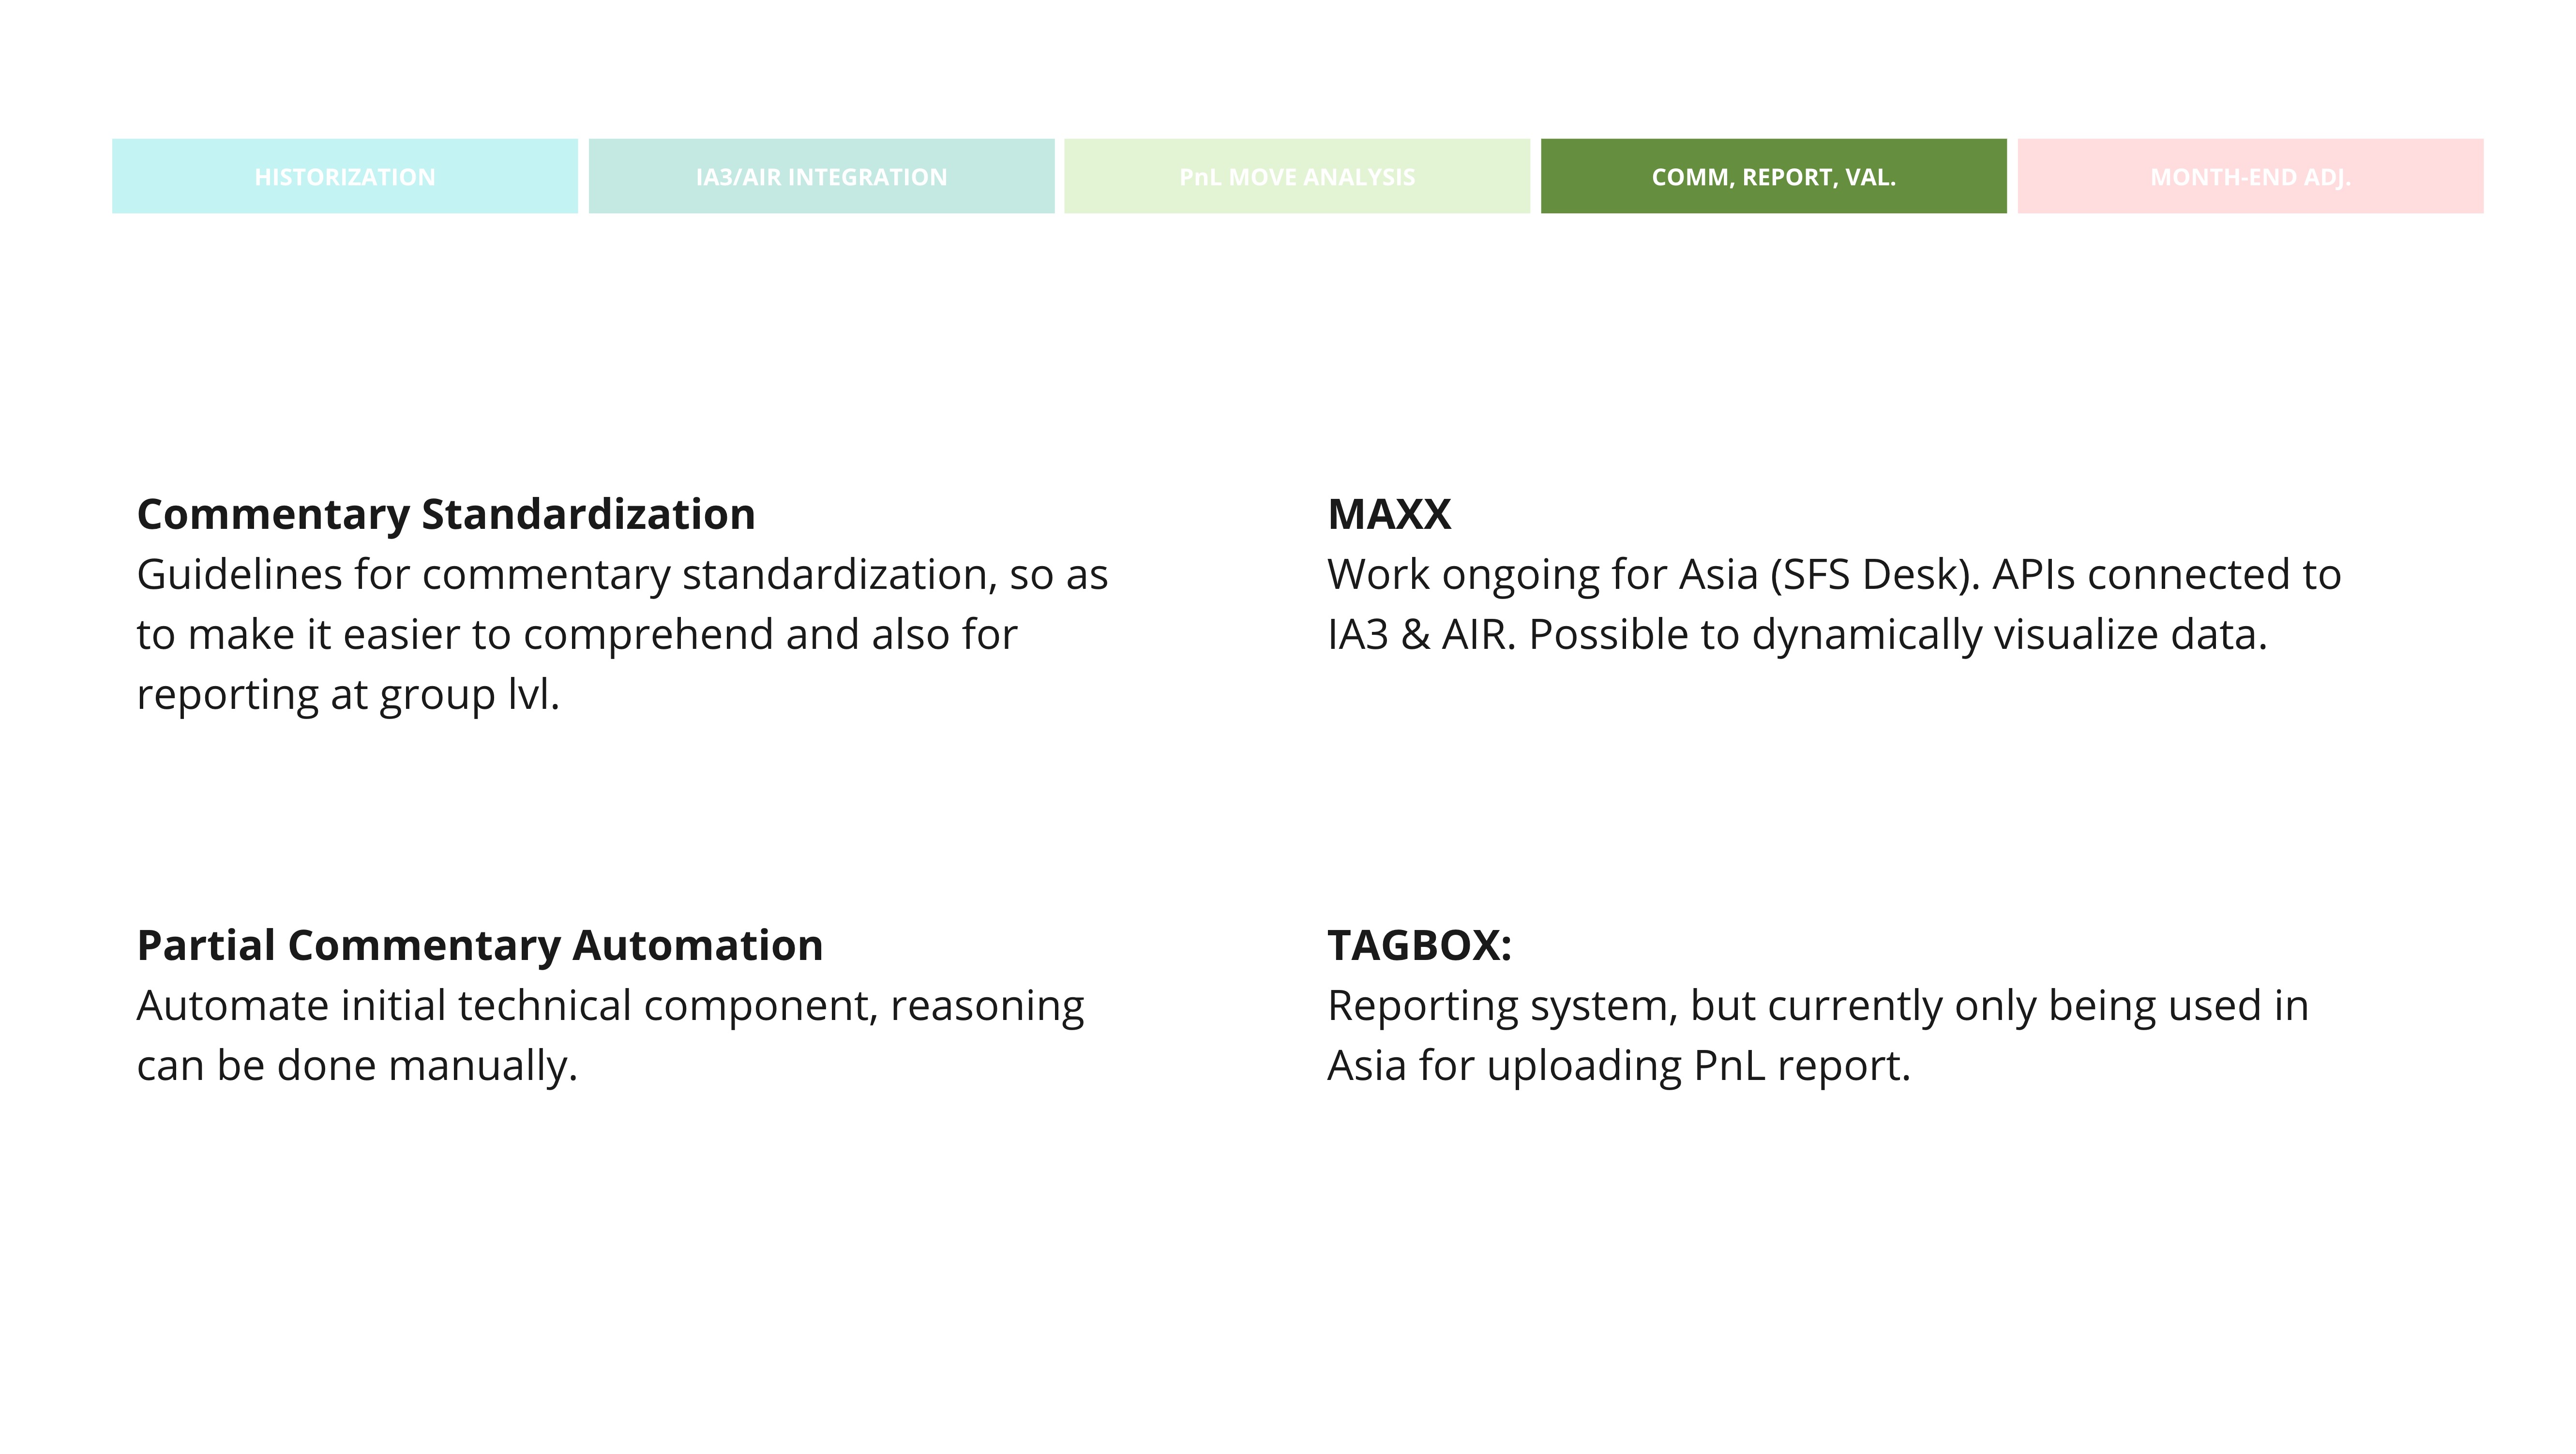 HISTORIZATION
IA3/AIR INTEGRATION
PnL MOVE ANALYSIS
COMM, REPORT, VAL.
MONTH-END ADJ.
Commentary Standardization
Guidelines for commentary standardization, so as
to make it easier to comprehend and also for
reporting at group lvl.
MAXX
Work ongoing for Asia (SFS Desk). APIs connected to
IA3 & AIR. Possible to dynamically visualize data.
Partial Commentary Automation
Automate initial technical component, reasoning
can be done manually.
TAGBOX:
Reporting system, but currently only being used in
Asia for uploading PnL report.